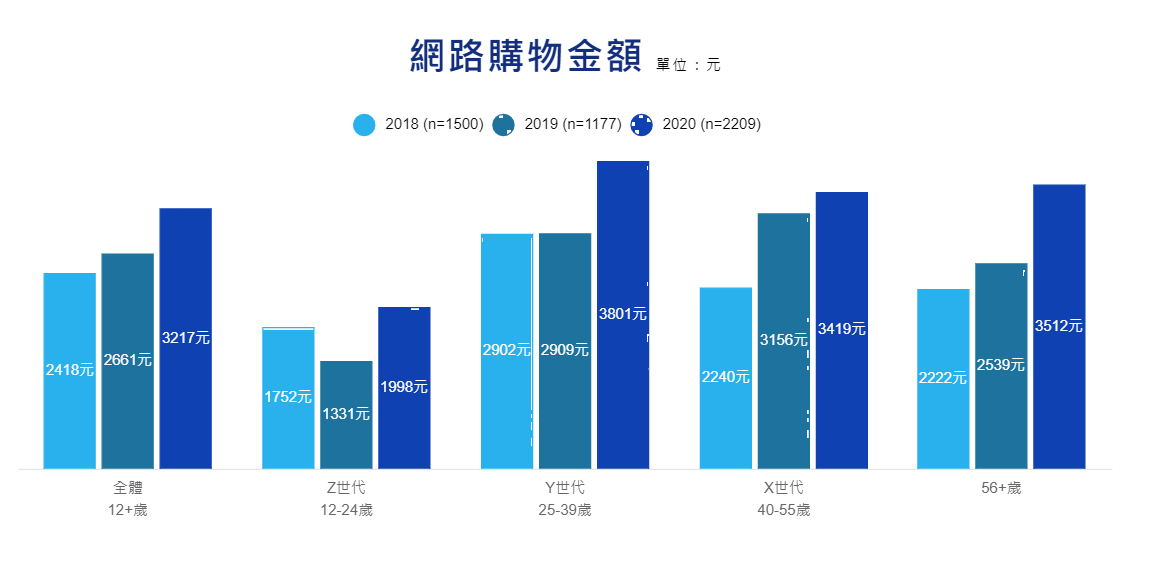 網路購物金額 單位：元
2018 (n=1500) 2019 (n=1177) 2020 (n=2209)
2418元 2661元 3217元
1752元 1331元 1998元
2902元 2909元 3801元
2240元 3156元 3419元
2222元 2539元 3512元
全體 Z世代 Y世代 X世代 56+歲
12+歲 12-24歲 25-39歲 40-55歲